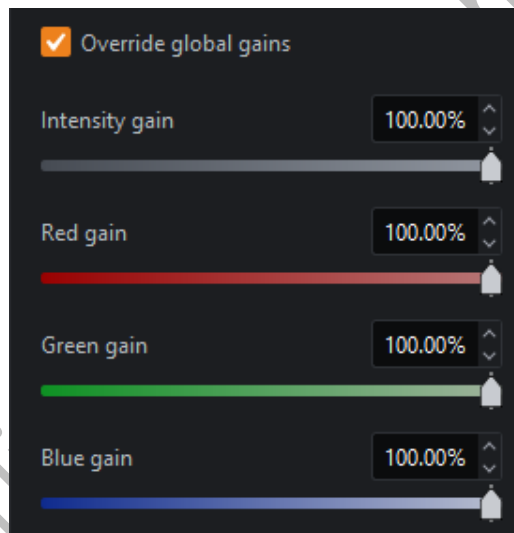 Override global gains
Intensity gain 100.00%
Red gain 100.00%
Green gain 100.00%
Blue gain 100.00%